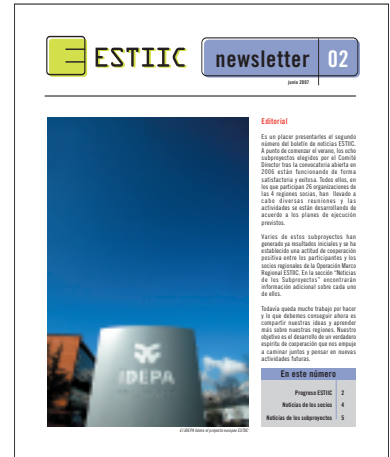 ESTIIC
newsletter 02
junio 2007
Editorial
Es un placer presentarles el segundo
número del boletín de noticias ESTIIC.
A punto de comenzar el verano, los ocho
subproyectos elegidos por el Comité
Director tras la convocatoria abierta en
2006 están funcionando de forma
satisfactoria y exitosa. Todos ellos, en
los que participan 26 organizaciones de
las 4 regiones socias, han llevado a
cabo diversas reuniones y las
actividades se están desarrollando de
acuerdo a los planes de ejecución
previstos.
Varios de estos subproyectos han
generado ya resultados iniciales y se ha
establecido una actitud de cooperación
positiva entre los participantes y los
socios regionales de la Operación Marco
Regional ESTIIC. En la sección "Noticias
de los Subproyectos" encontrarán
información adicional sobre cada uno
de ellos.
Todavía queda mucho trabajo por hacer
y lo que debemos conseguir ahora es
compartir nuestras ideas y aprender
más sobre nuestras regiones. Nuestro
objetivo es el desarrollo de un verdadero
espíritu de cooperación que nos empuje
a caminar juntos y pensar en nuevas
actividades futuras.
En este número
Progreso ESTIIC 2
Noticias de los socios 4
Noticias de los subproyectos 5
IDEPA
El IDEPA lidera el proyecto europeo ESTIIC